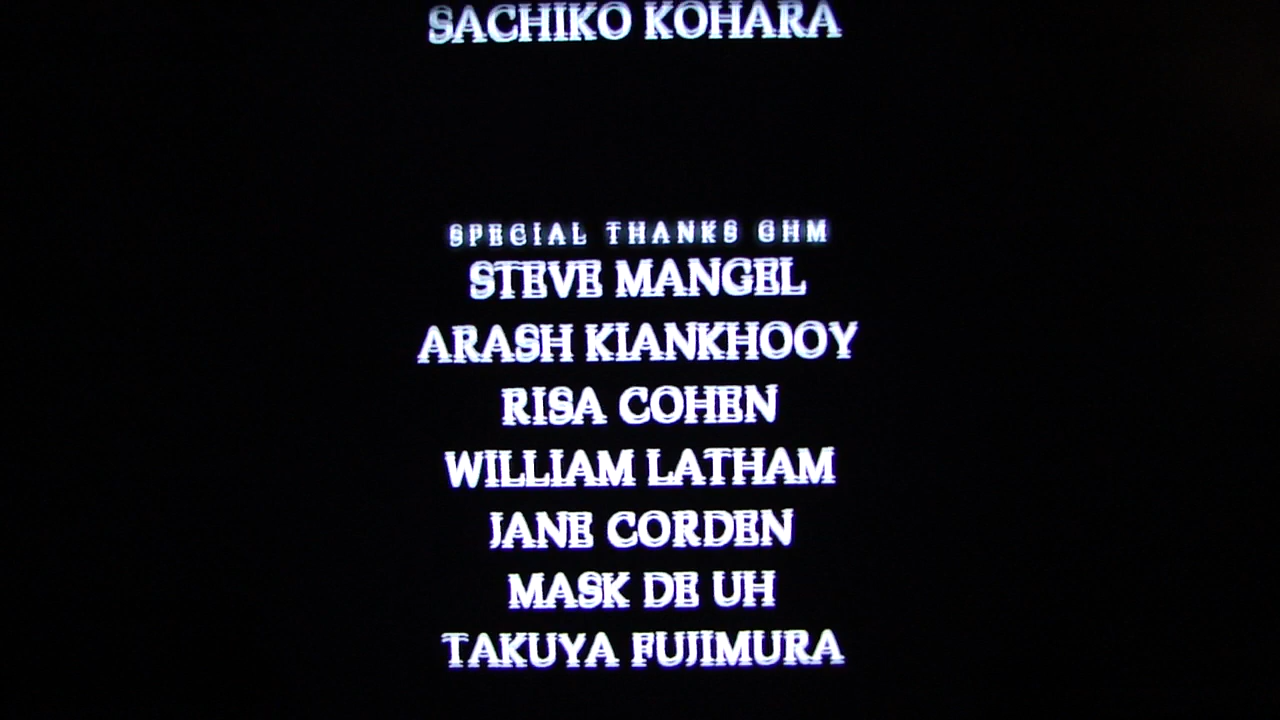 SACHIKO KOHARA
SPECIAL THANKS GHM
STEVE MANGEL
ARASH KIANKHOOY
RISA COHEN
WILLIAM LATHAM
JANE CORDEN
MASK DE UH
TAKUYA FUJIMURA